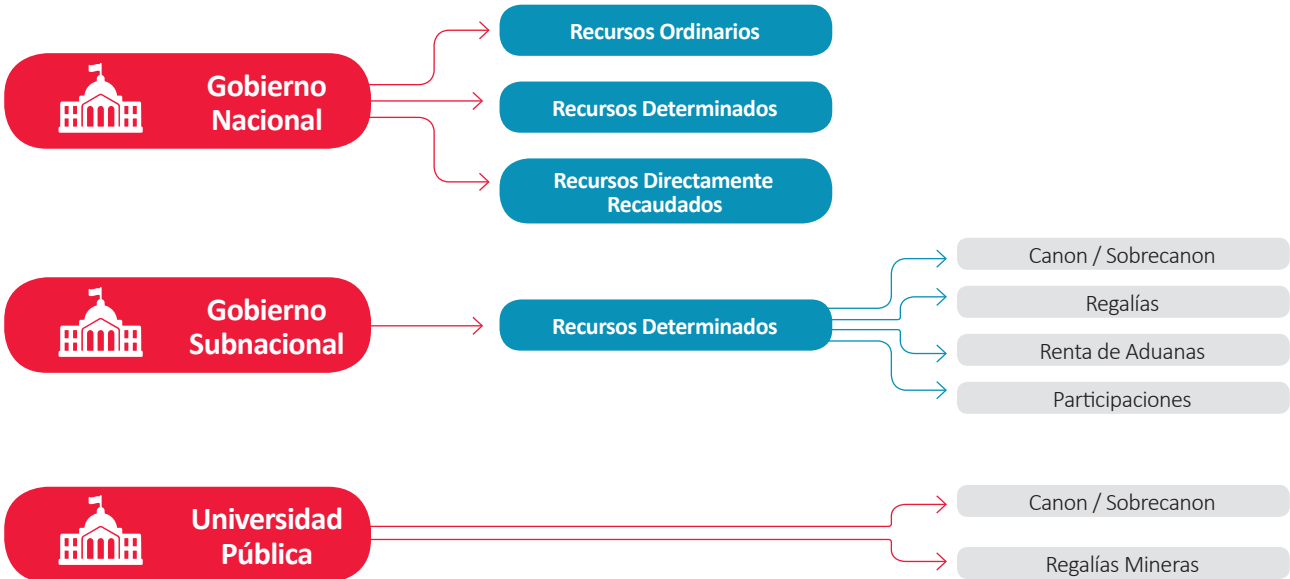 Gobierno
Nacional
Recursos Ordinarios
Recursos Determinados
Recursos Directamente
Recaudados
Gobierno
Subnacional
Recursos Determinados
Canon / Sobrecanon
Regalías
Renta de Aduanas
Participaciones
Universidad
Pública
Canon / Sobrecanon
Regalías Mineras